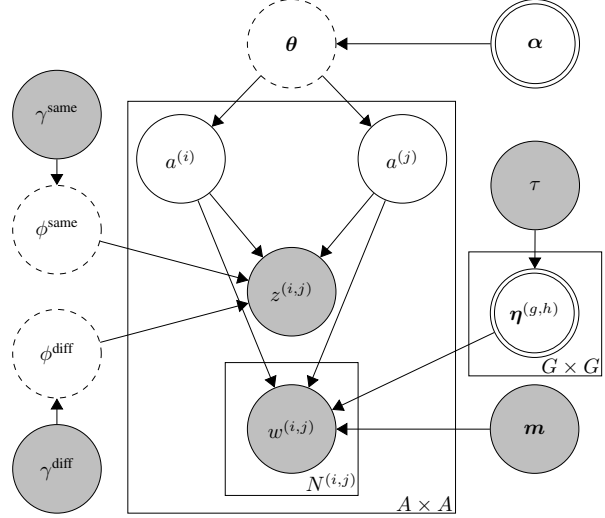 θ
α
γ^same
a^(i)
a^(j)
τ
ϕ^same
z^(i,j)
η^(g,h)
ϕ^diff
G × G
w^(i,j)
m
γ^diff
N^(i,j)
A × A